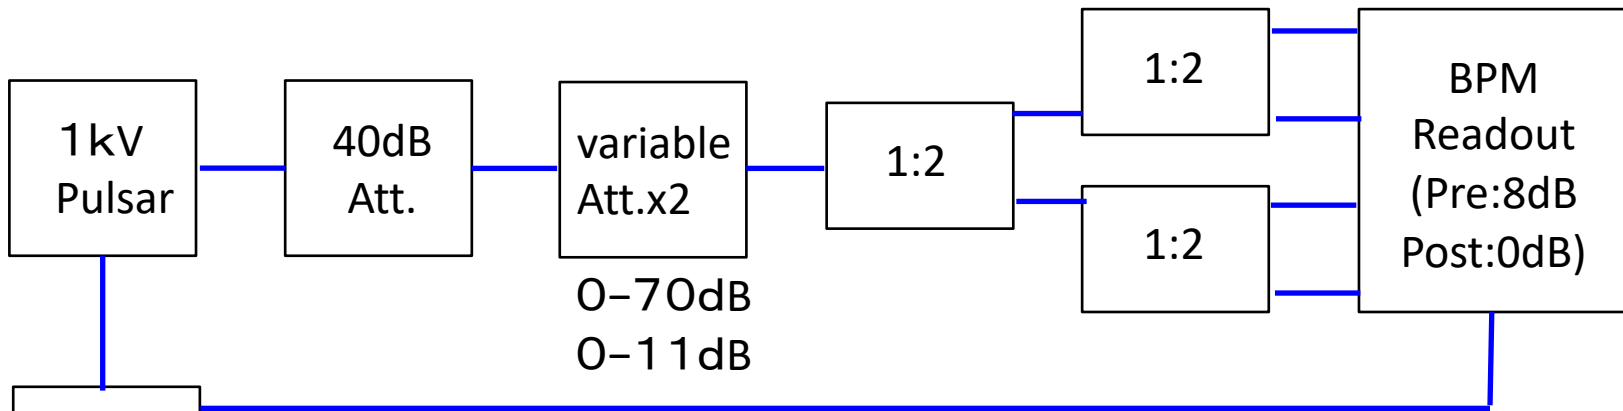 1kV
Pulsar
40dB
Att.
variable
Att.x2
0-70dB
0-11dB
1:2
1:2
1:2
BPM
Readout
(Pre:8dB
Post:0dB)